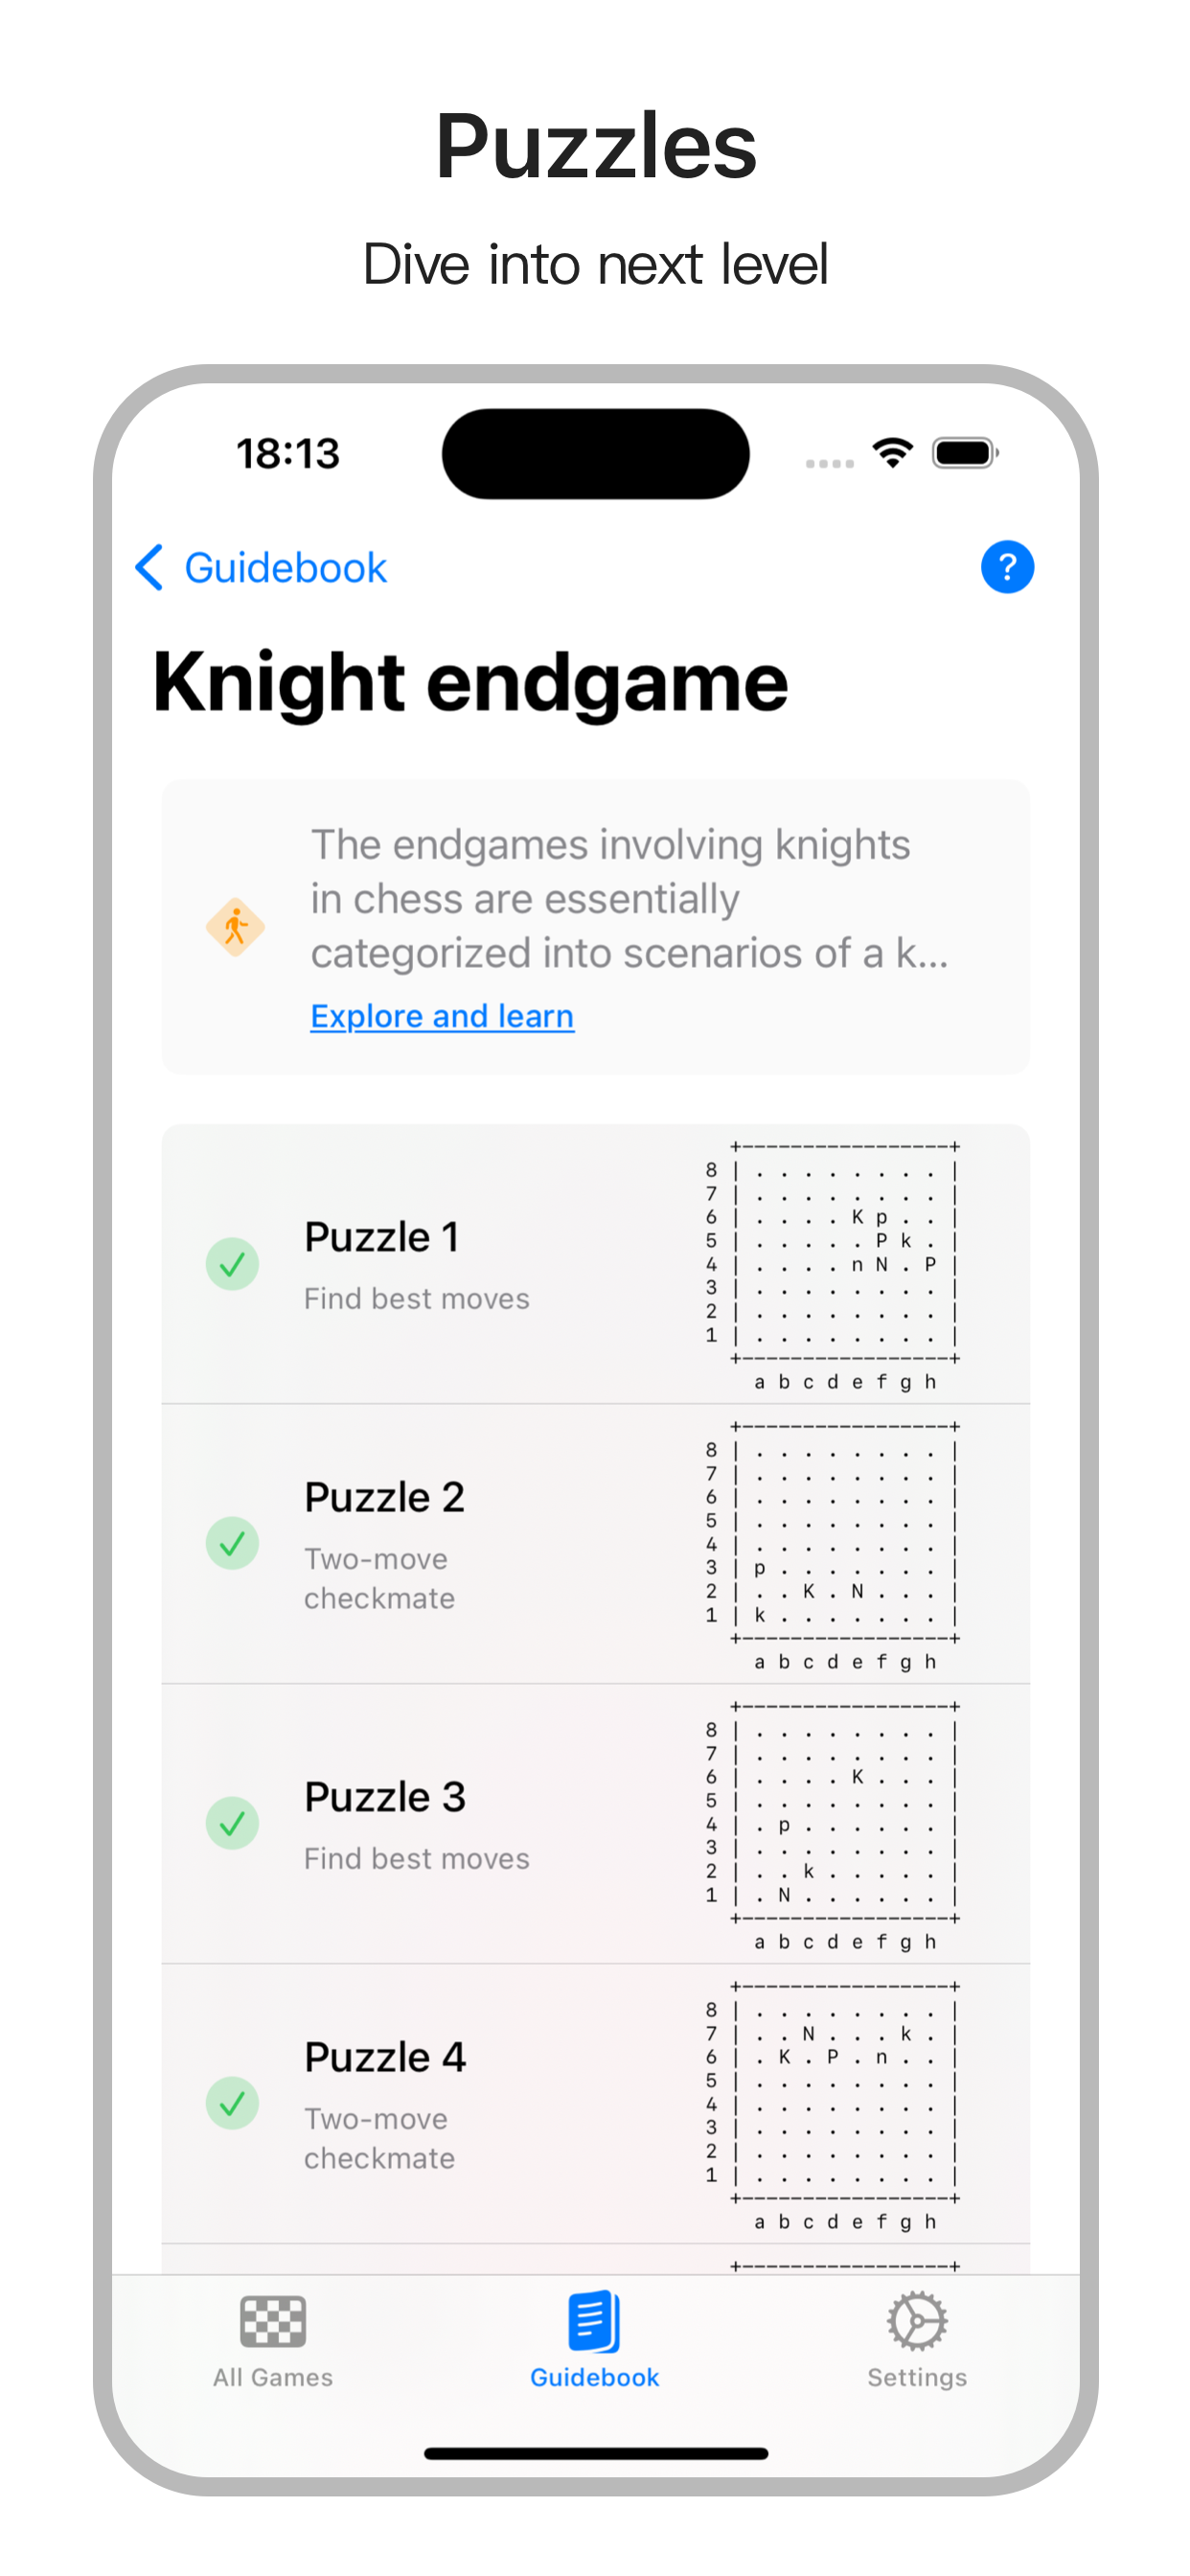 Puzzles
Dive into next level
18:13
Guidebook
?
Knight endgame
The endgames involving knights
in chess are essentially
categorized into scenarios of a k...
Explore and learn
Puzzle 1
Find best moves
+-----------------+
8 | . . . . . . . . |
7 | . . . . . . . . |
6 | . . . . K p . . |
5 | . . . . . P k . |
4 | . . . . n N . P |
3 | . . . . . . . . |
2 | . . . . . . . . |
1 | . . . . . . . . |
+-----------------+
a b c d e f g h
Puzzle 2
Two-move
checkmate
+-----------------+
8 | . . . . . . . . |
7 | . . . . . . . . |
6 | . . . . . . . . |
5 | . . . . . . . . |
4 | . . . . . . . . |
3 | p . . . . . . . |
2 | . . K . N . . . |
1 | k . . . . . . . |
+-----------------+
a b c d e f g h
Puzzle 3
Find best moves
+-----------------+
8 | . . . . . . . . |
7 | . . . . . . . . |
6 | . . . . K . . . |
5 | . . . . . . . . |
4 | . p . . . . . . |
3 | . . . . . . . . |
2 | . . k . . . . . |
1 | . N . . . . . . |
+-----------------+
a b c d e f g h
Puzzle 4
Two-move
checkmate
+-----------------+
8 | . . . . . . . . |
7 | . . N . . . k . |
6 | . K . P . n . . |
5 | . . . . . . . . |
4 | . . . . . . . . |
3 | . . . . . . . . |
2 | . . . . . . . . |
1 | . . . . . . . . |
+-----------------+
a b c d e f g h
+-----------------+
All Games
Guidebook
Settings